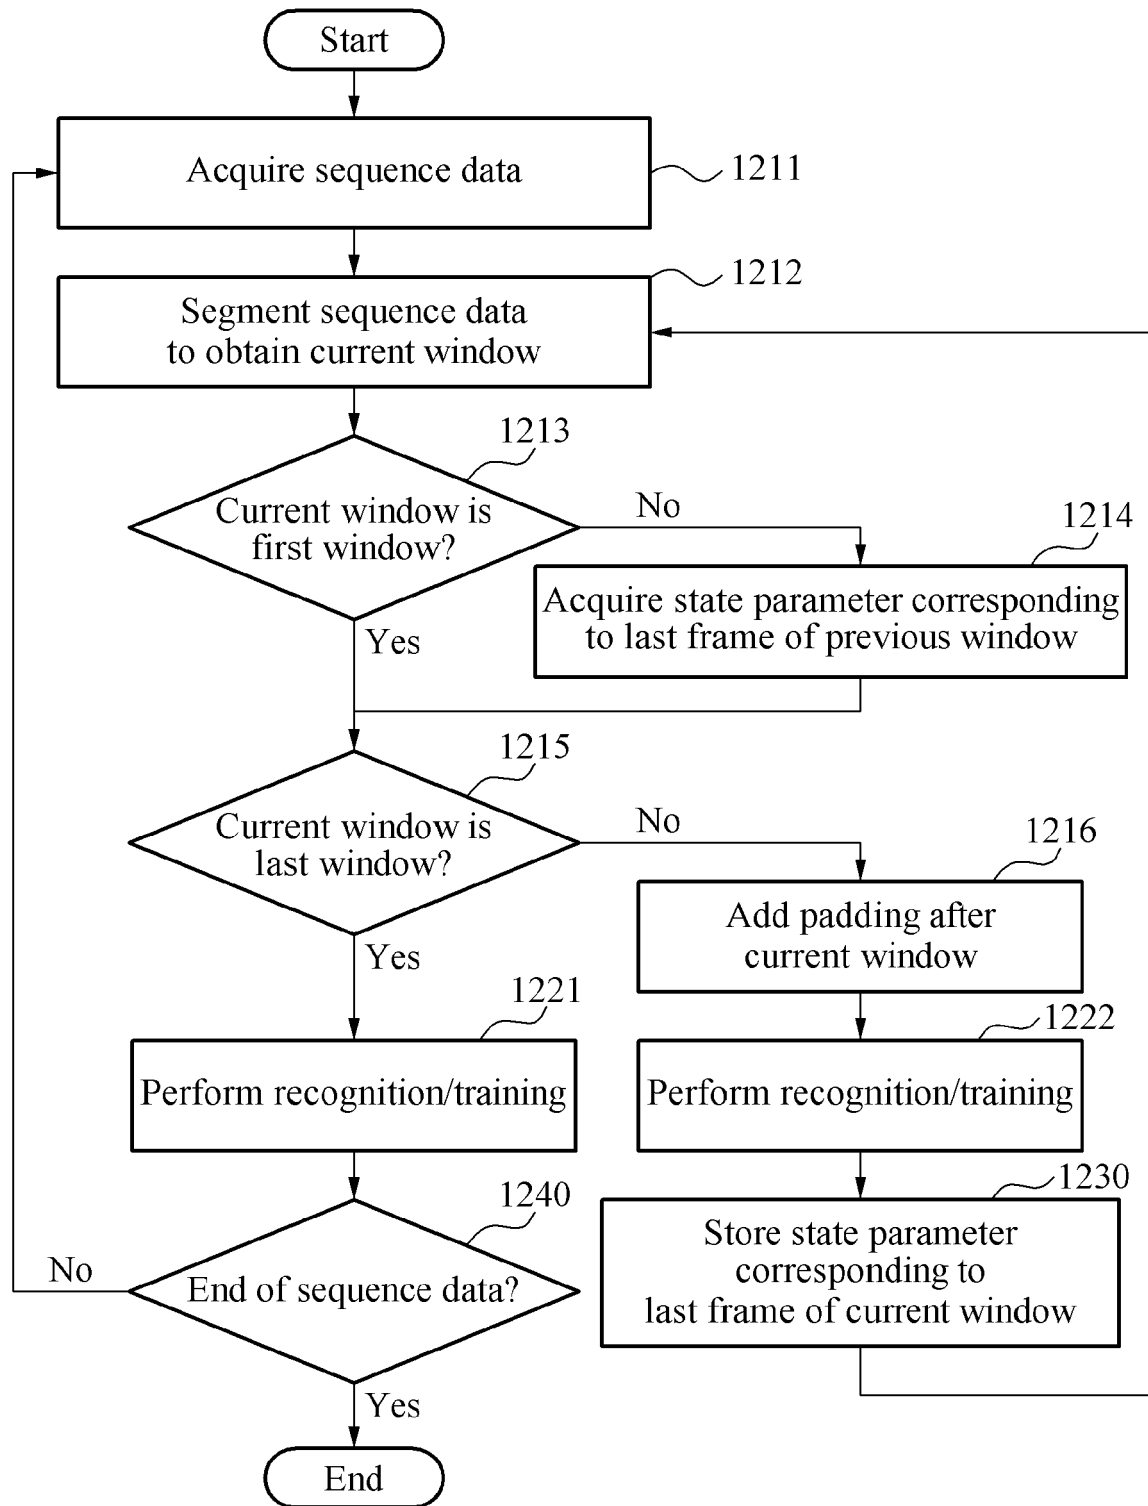 Start
Acquire sequence data
1211
1212
Segment sequence data
to obtain current window
1213
Current window is
first window?
No
Yes
1214
Acquire state parameter corresponding
to last frame of previous window
1215
Current window is
last window?
No
Yes
1216
Add padding after
current window
1221
Perform recognition/training
1222
Perform recognition/training
1240
End of sequence data?
No
Yes
1230
Store state parameter
corresponding to
last frame of current window
End